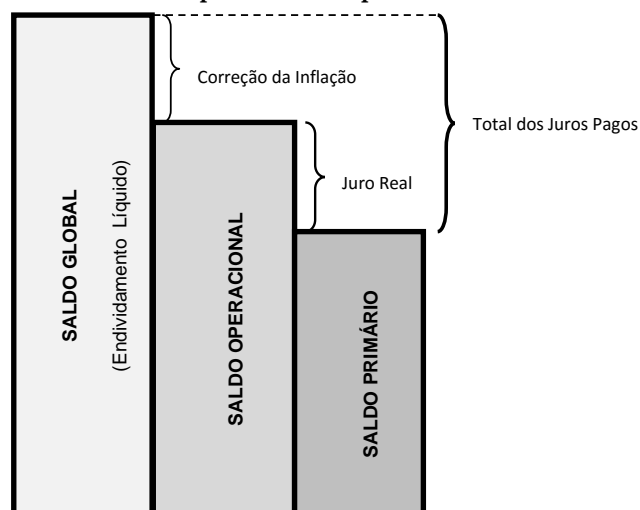 Correção da Inflação
Total dos Juros Pagos
Juro Real
SALDO GLOBAL
(Endividamento Líquido)
SALDO OPERACIONAL
SALDO PRIMÁRIO